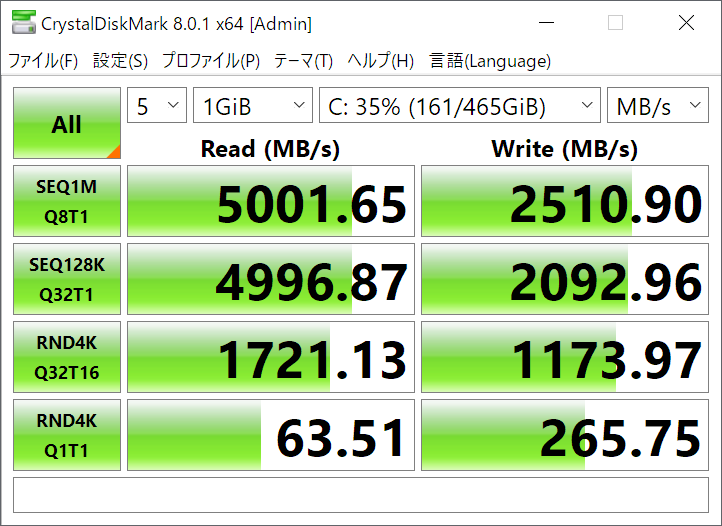 CrystalDiskMark 8.0.1 x64 [Admin]
ファイル(F) 設定(S) プロファイル(P) テーマ(T) ヘルプ(H) 言語(Language)
All 5 1GiB C: 35% (161/465GiB) MB/s
Read (MB/s) Write (MB/s)
SEQ1M
Q8T1 5001.65 2510.90
SEQ128K
Q32T1 4996.87 2092.96
RND4K
Q32T16 1721.13 1173.97
RND4K
Q1T1 63.51 265.75